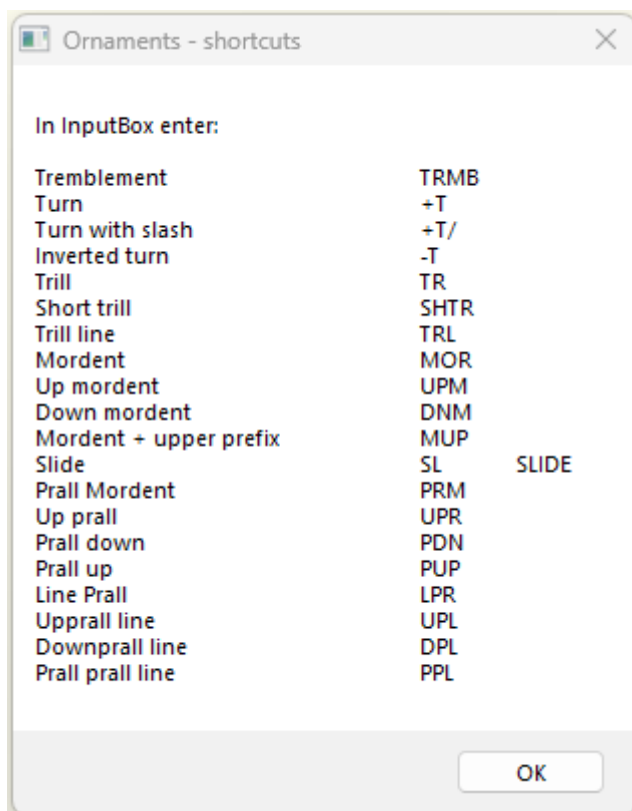 Ornaments - shortcuts
In InputBox enter:
Tremblement TRMB
Turn +T
Turn with slash +T/
Inverted turn -T
Trill TR
Short trill SHTR
Trill line TRL
Mordent MOR
Up mordent UPM
Down mordent DNM
Mordent + upper prefix MUP
Slide SL SLIDE
Prall Mordent PRM
Up prall UPR
Prall down PDN
Prall up PUP
Line Prall LPR
Upprall line UPL
Downprall line DPL
Prall prall line PPL
OK